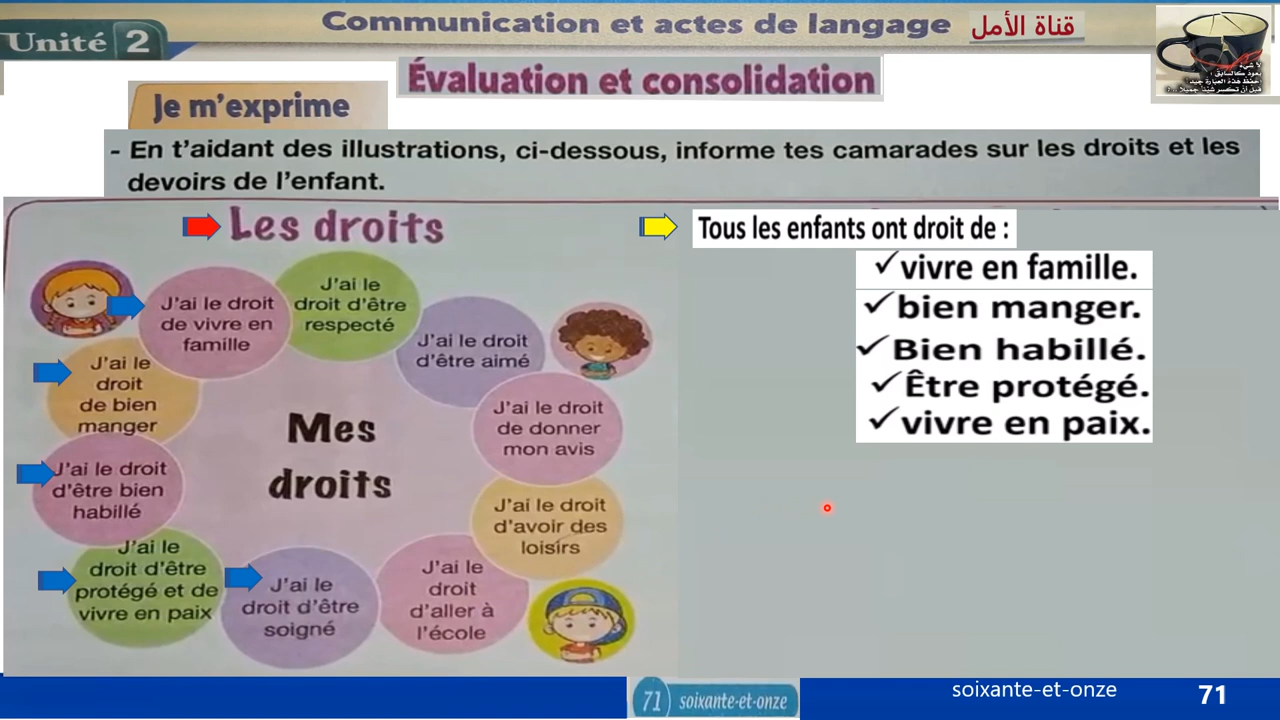 Communication et actes de langage
قناة الأمل
Unité 2
Évaluation et consolidation
Je m'exprime
- En t'aidant des illustrations, ci-dessous, informe tes camarades sur les droits et les
devoirs de l'enfant.
Les droits
J'ai le droit
de vivre en
famille
J'ai le
droit d'être
respecté
J'ai le droit
d'être aimé
J'ai le droit
de donner
mon avis
J'ai le droit
d'avoir des
loisirs
J'ai le
droit
d'aller à
l'école
J'ai le
droit d'être
soigné
J'ai le
droit d'être
protégé et de
vivre en paix
J'ai le droit
d'être bien
habillé
J'ai le
droit
de bien
manger
Mes
droits
Tous les enfants ont droit de :
✓vivre en famille.
✓bien manger.
✓Bien habillé.
✓Être protégé.
✓vivre en paix.
71 soixante-et-onze
soixante-et-onze 71